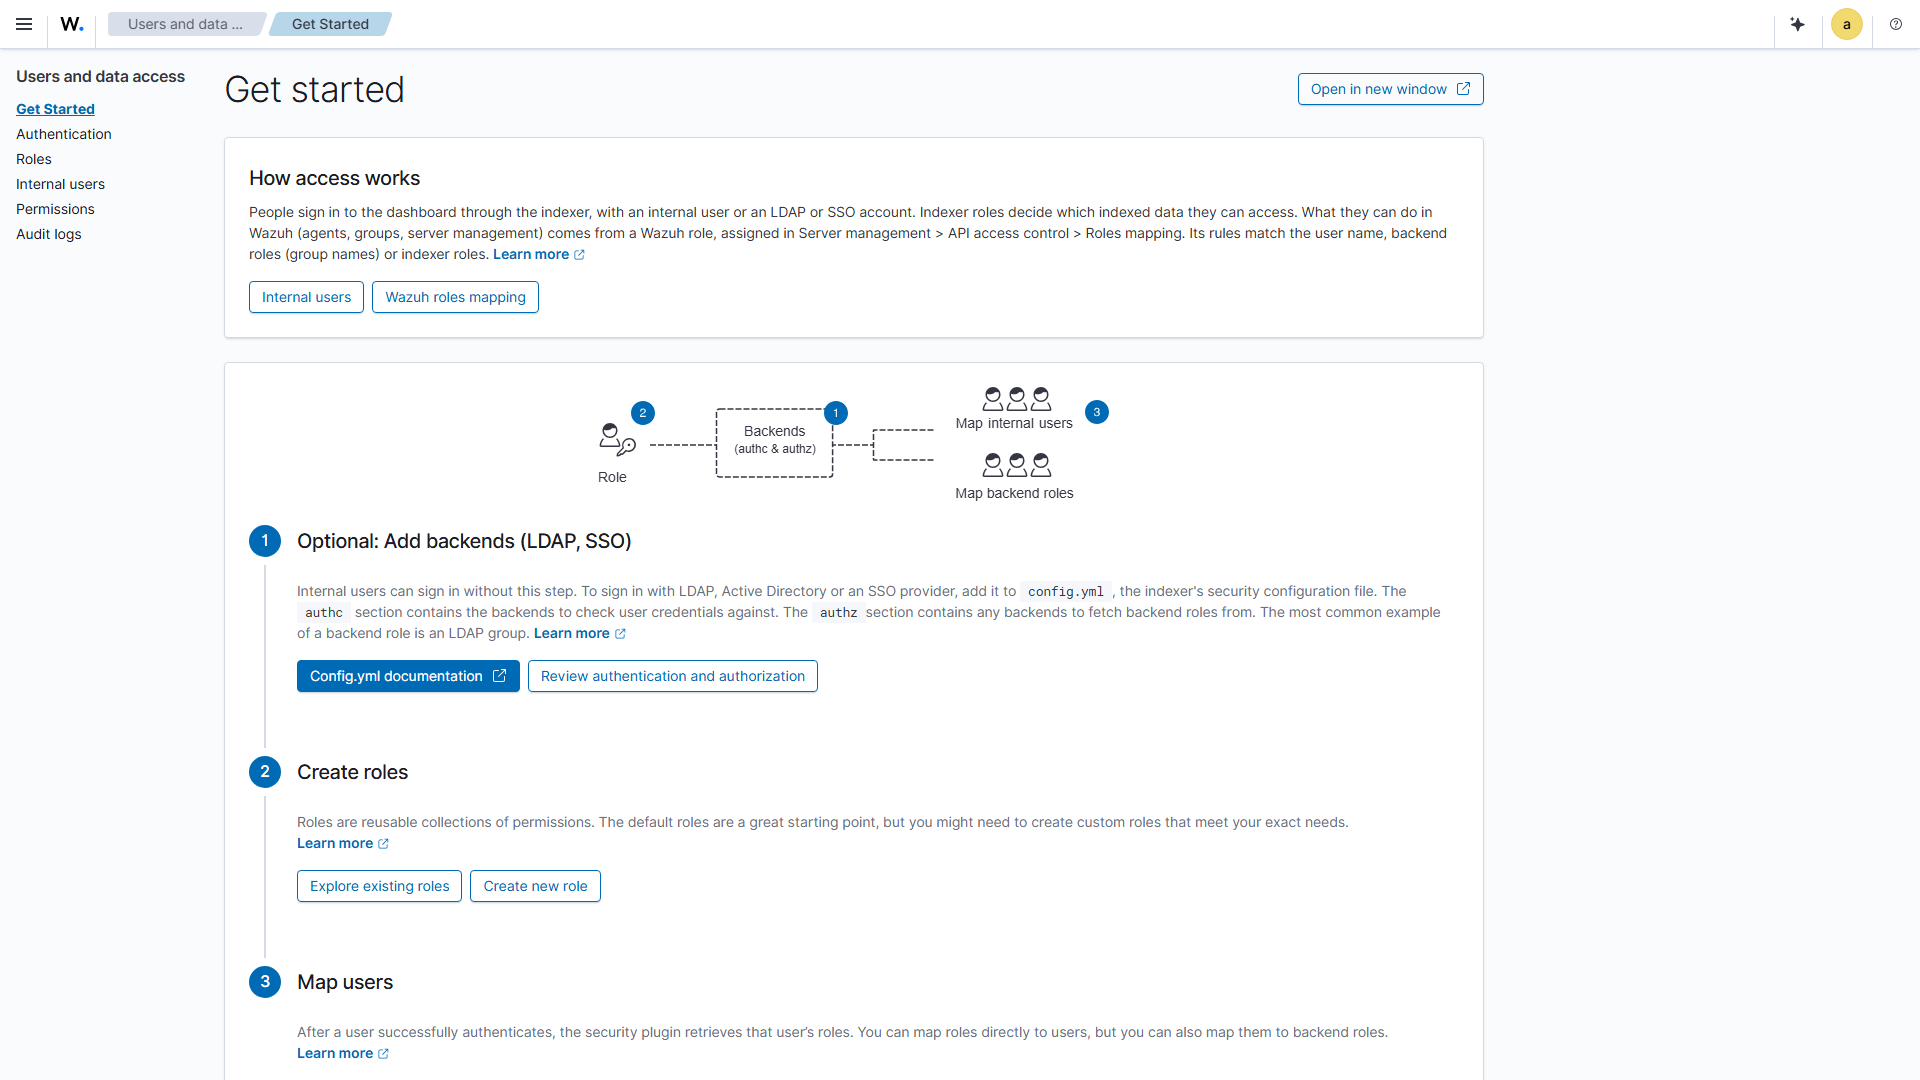 W.
Users and data ...
Get Started
a
Users and data access
Get Started
Authentication
Roles
Internal users
Permissions
Audit logs
Get started
Open in new window
How access works
People sign in to the dashboard through the indexer, with an internal user or an LDAP or SSO account. Indexer roles decide which indexed data they can access. What they can do in
Wazuh (agents, groups, server management) comes from a Wazuh role, assigned in Server management > API access control > Roles mapping. Its rules match the user name, backend
roles (group names) or indexer roles. Learn more
Internal users
Wazuh roles mapping
2
Role
1
Backends
(authc & authz)
3
Map internal users
Map backend roles
1
Optional: Add backends (LDAP, SSO)
Internal users can sign in without this step. To sign in with LDAP, Active Directory or an SSO provider, add it to config.yml , the indexer's security configuration file. The
authc section contains the backends to check user credentials against. The authz section contains any backends to fetch backend roles from. The most common example
of a backend role is an LDAP group. Learn more
Config.yml documentation
Review authentication and authorization
2
Create roles
Roles are reusable collections of permissions. The default roles are a great starting point, but you might need to create custom roles that meet your exact needs.
Learn more
Explore existing roles
Create new role
3
Map users
After a user successfully authenticates, the security plugin retrieves that user’s roles. You can map roles directly to users, but you can also map them to backend roles.
Learn more